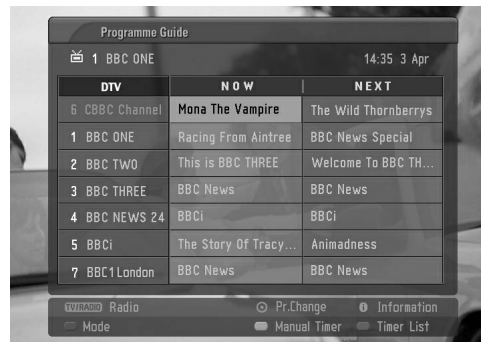 Programme Guide
1 BBC ONE 14:35 3 Apr
DTV NOW NEXT
6 CBBC Channel Mona The Vampire The Wild Thornberrys
1 BBC ONE Racing From Aintree BBC News Special
2 BBC TWO This is BBC THREE Welcome To BBC TH...
3 BBC THREE BBC News BBC News
4 BBC NEWS 24 BBCi BBCi
5 BBCi The Story Of Tracy... Animadness
7 BBC1 London BBC News BBC News
TV/RADIO Radio Pr.Change i Information
Mode Manual Timer Timer List